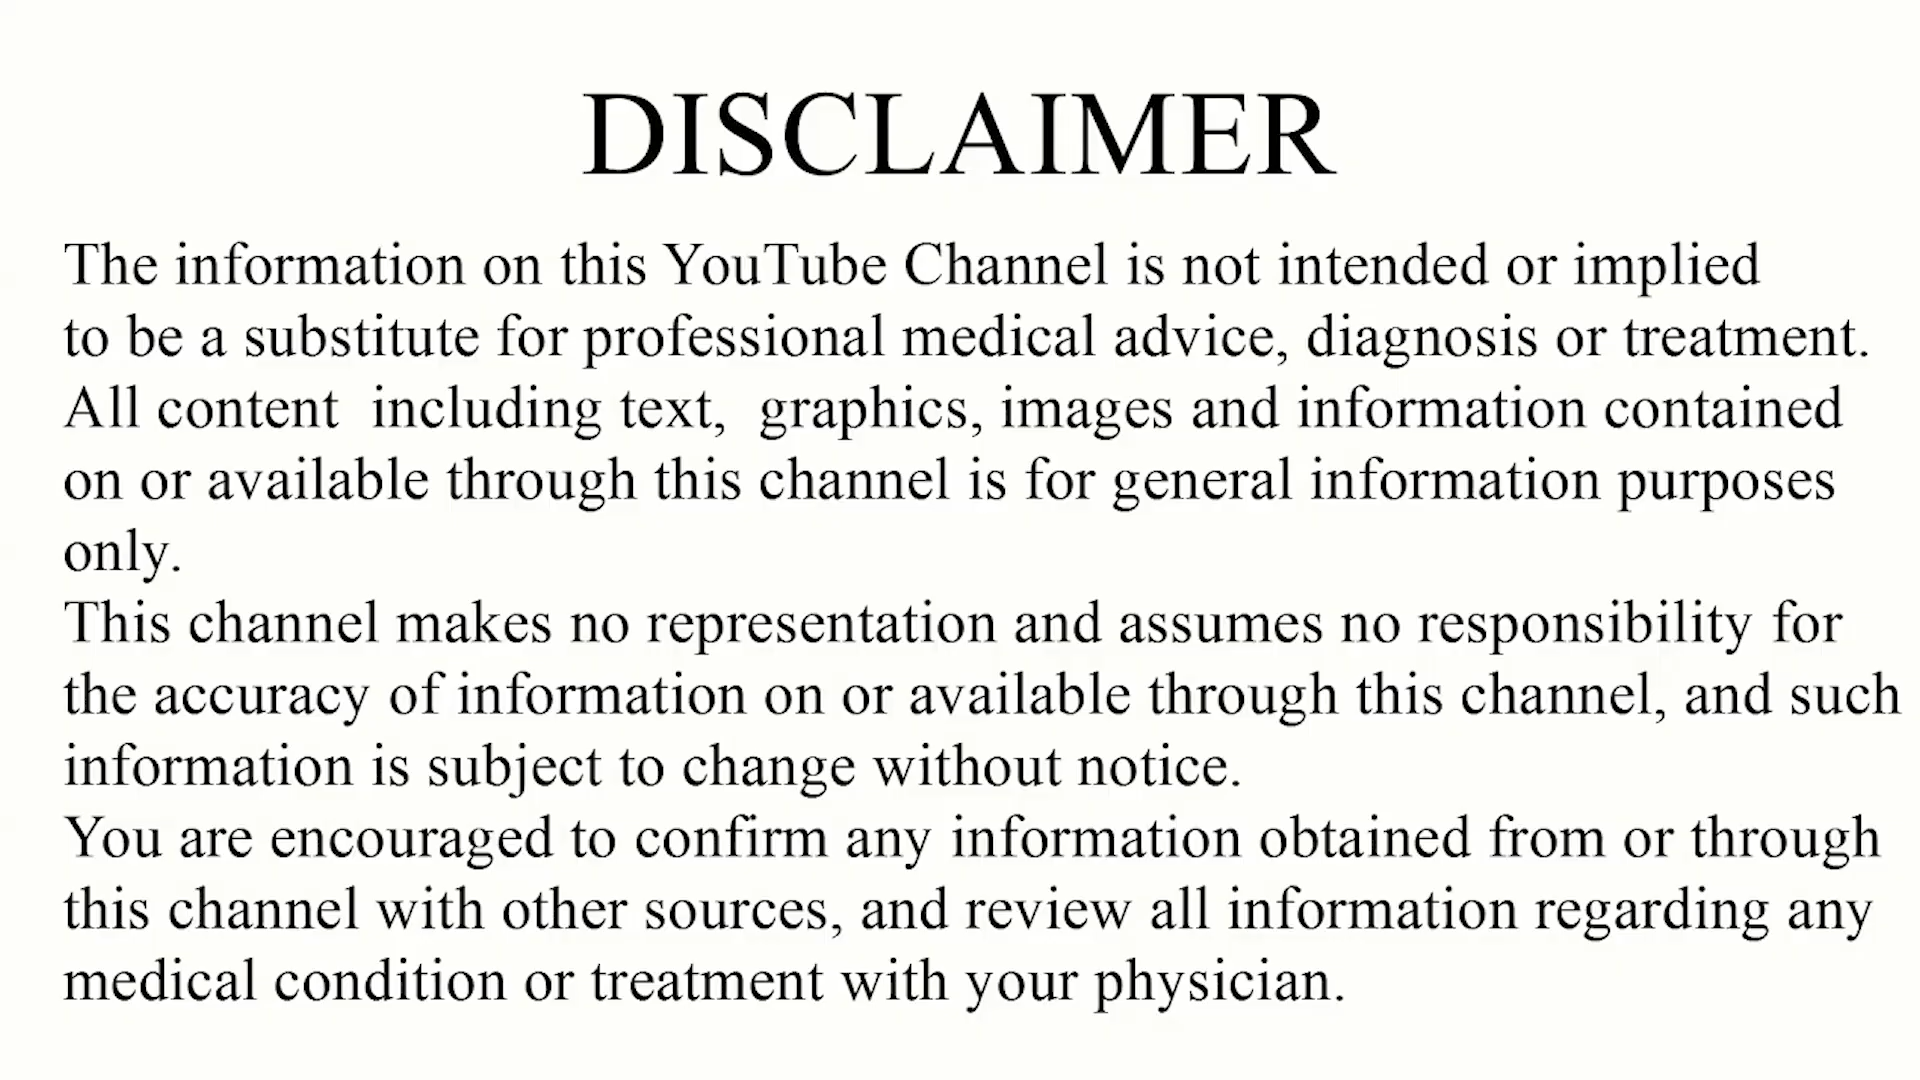 DISCLAIMER
The information on this YouTube Channel is not intended or implied
to be a substitute for professional medical advice, diagnosis or treatment.
All content  including text,  graphics, images and information contained
on or available through this channel is for general information purposes
only.
This channel makes no representation and assumes no responsibility for
the accuracy of information on or available through this channel, and such
information is subject to change without notice.
You are encouraged to confirm any information obtained from or through
this channel with other sources, and review all information regarding any
medical condition or treatment with your physician.